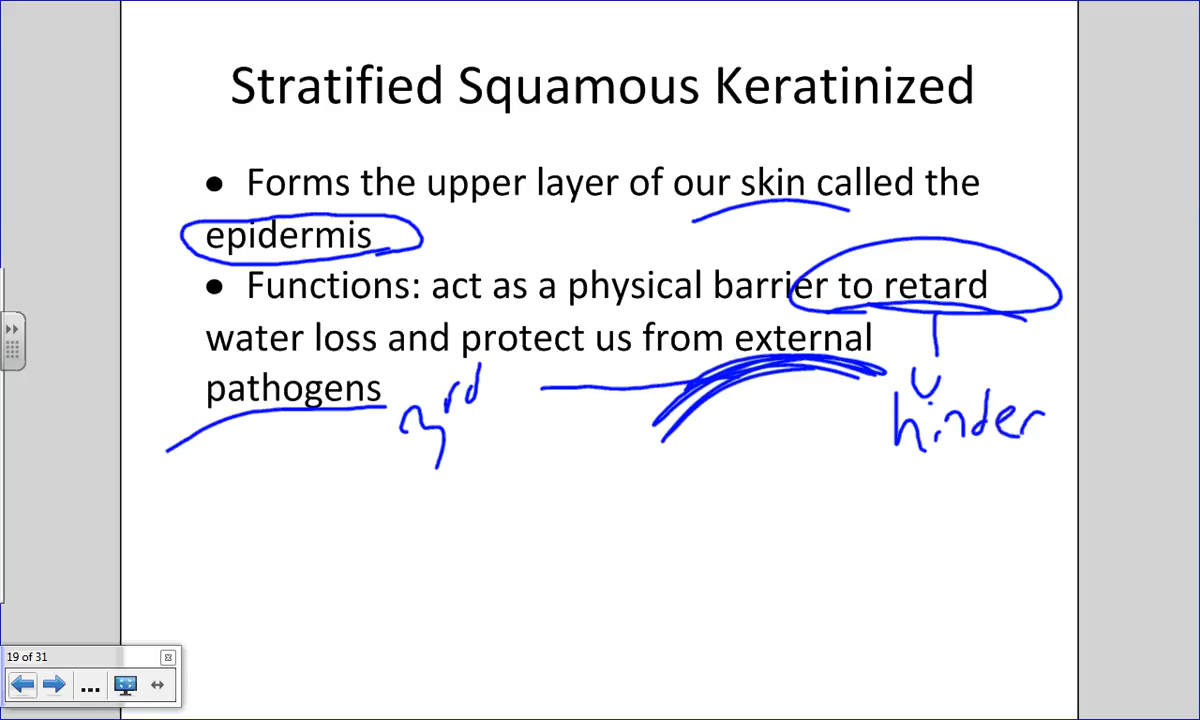 Stratified Squamous Keratinized
• Forms the upper layer of our skin called the
epidermis
• Functions: act as a physical barrier to retard
water loss and protect us from external
pathogens
3rd
hinder
19 of 31
...